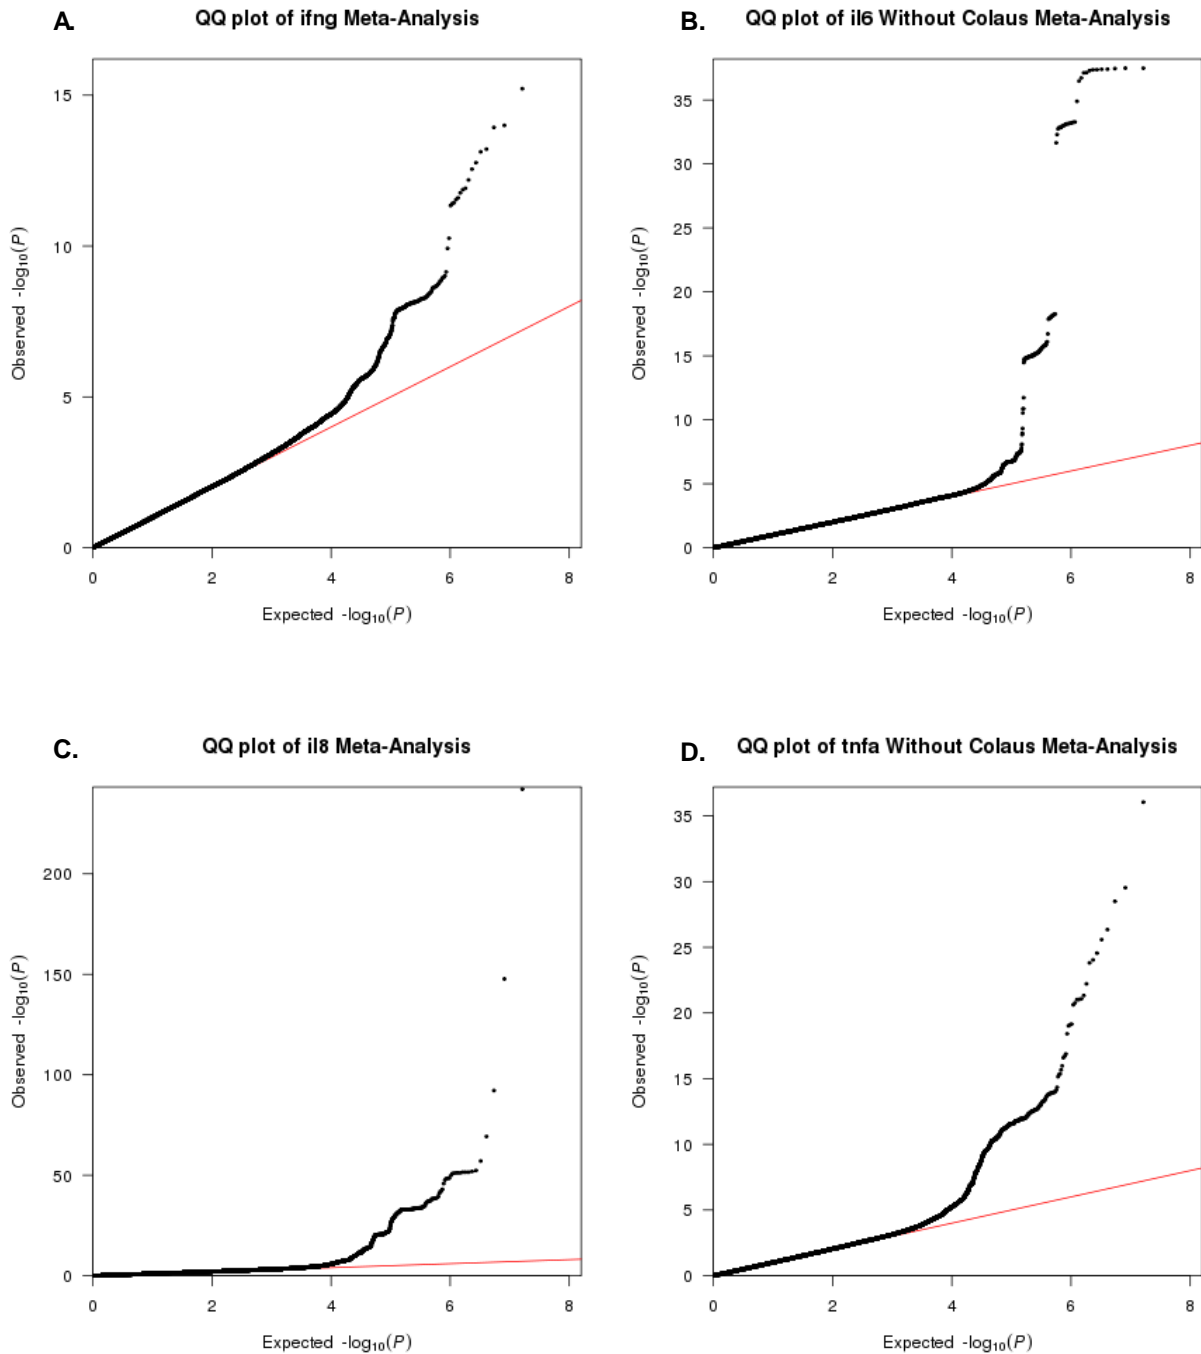 A.
QQ plot of ifng Meta-Analysis
15
10
5
0
Observed -log10(P)
0 2 4 6 8
Expected -log10(P)
B.
QQ plot of il6 Without Colaus Meta-Analysis
35
30
25
20
15
10
5
0
Observed -log10(P)
0 2 4 6 8
Expected -log10(P)
C.
QQ plot of il8 Meta-Analysis
200
150
100
50
0
Observed -log10(P)
0 2 4 6 8
Expected -log10(P)
D.
QQ plot of tnfa Without Colaus Meta-Analysis
35
30
25
20
15
10
5
0
Observed -log10(P)
0 2 4 6 8
Expected -log10(P)